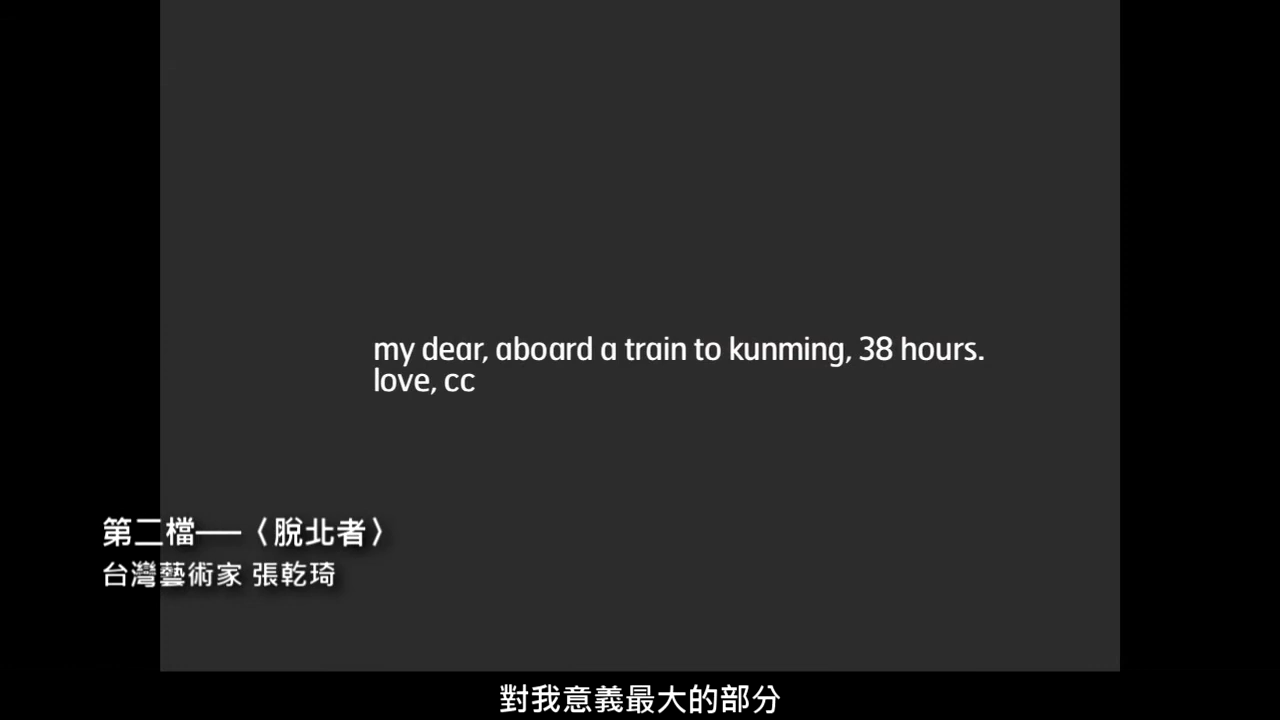 my dear, aboard a train to kunming, 38 hours.
love, cc
第二檔——〈脫北者〉
台灣藝術家 張乾琦
對我意義最大的部分